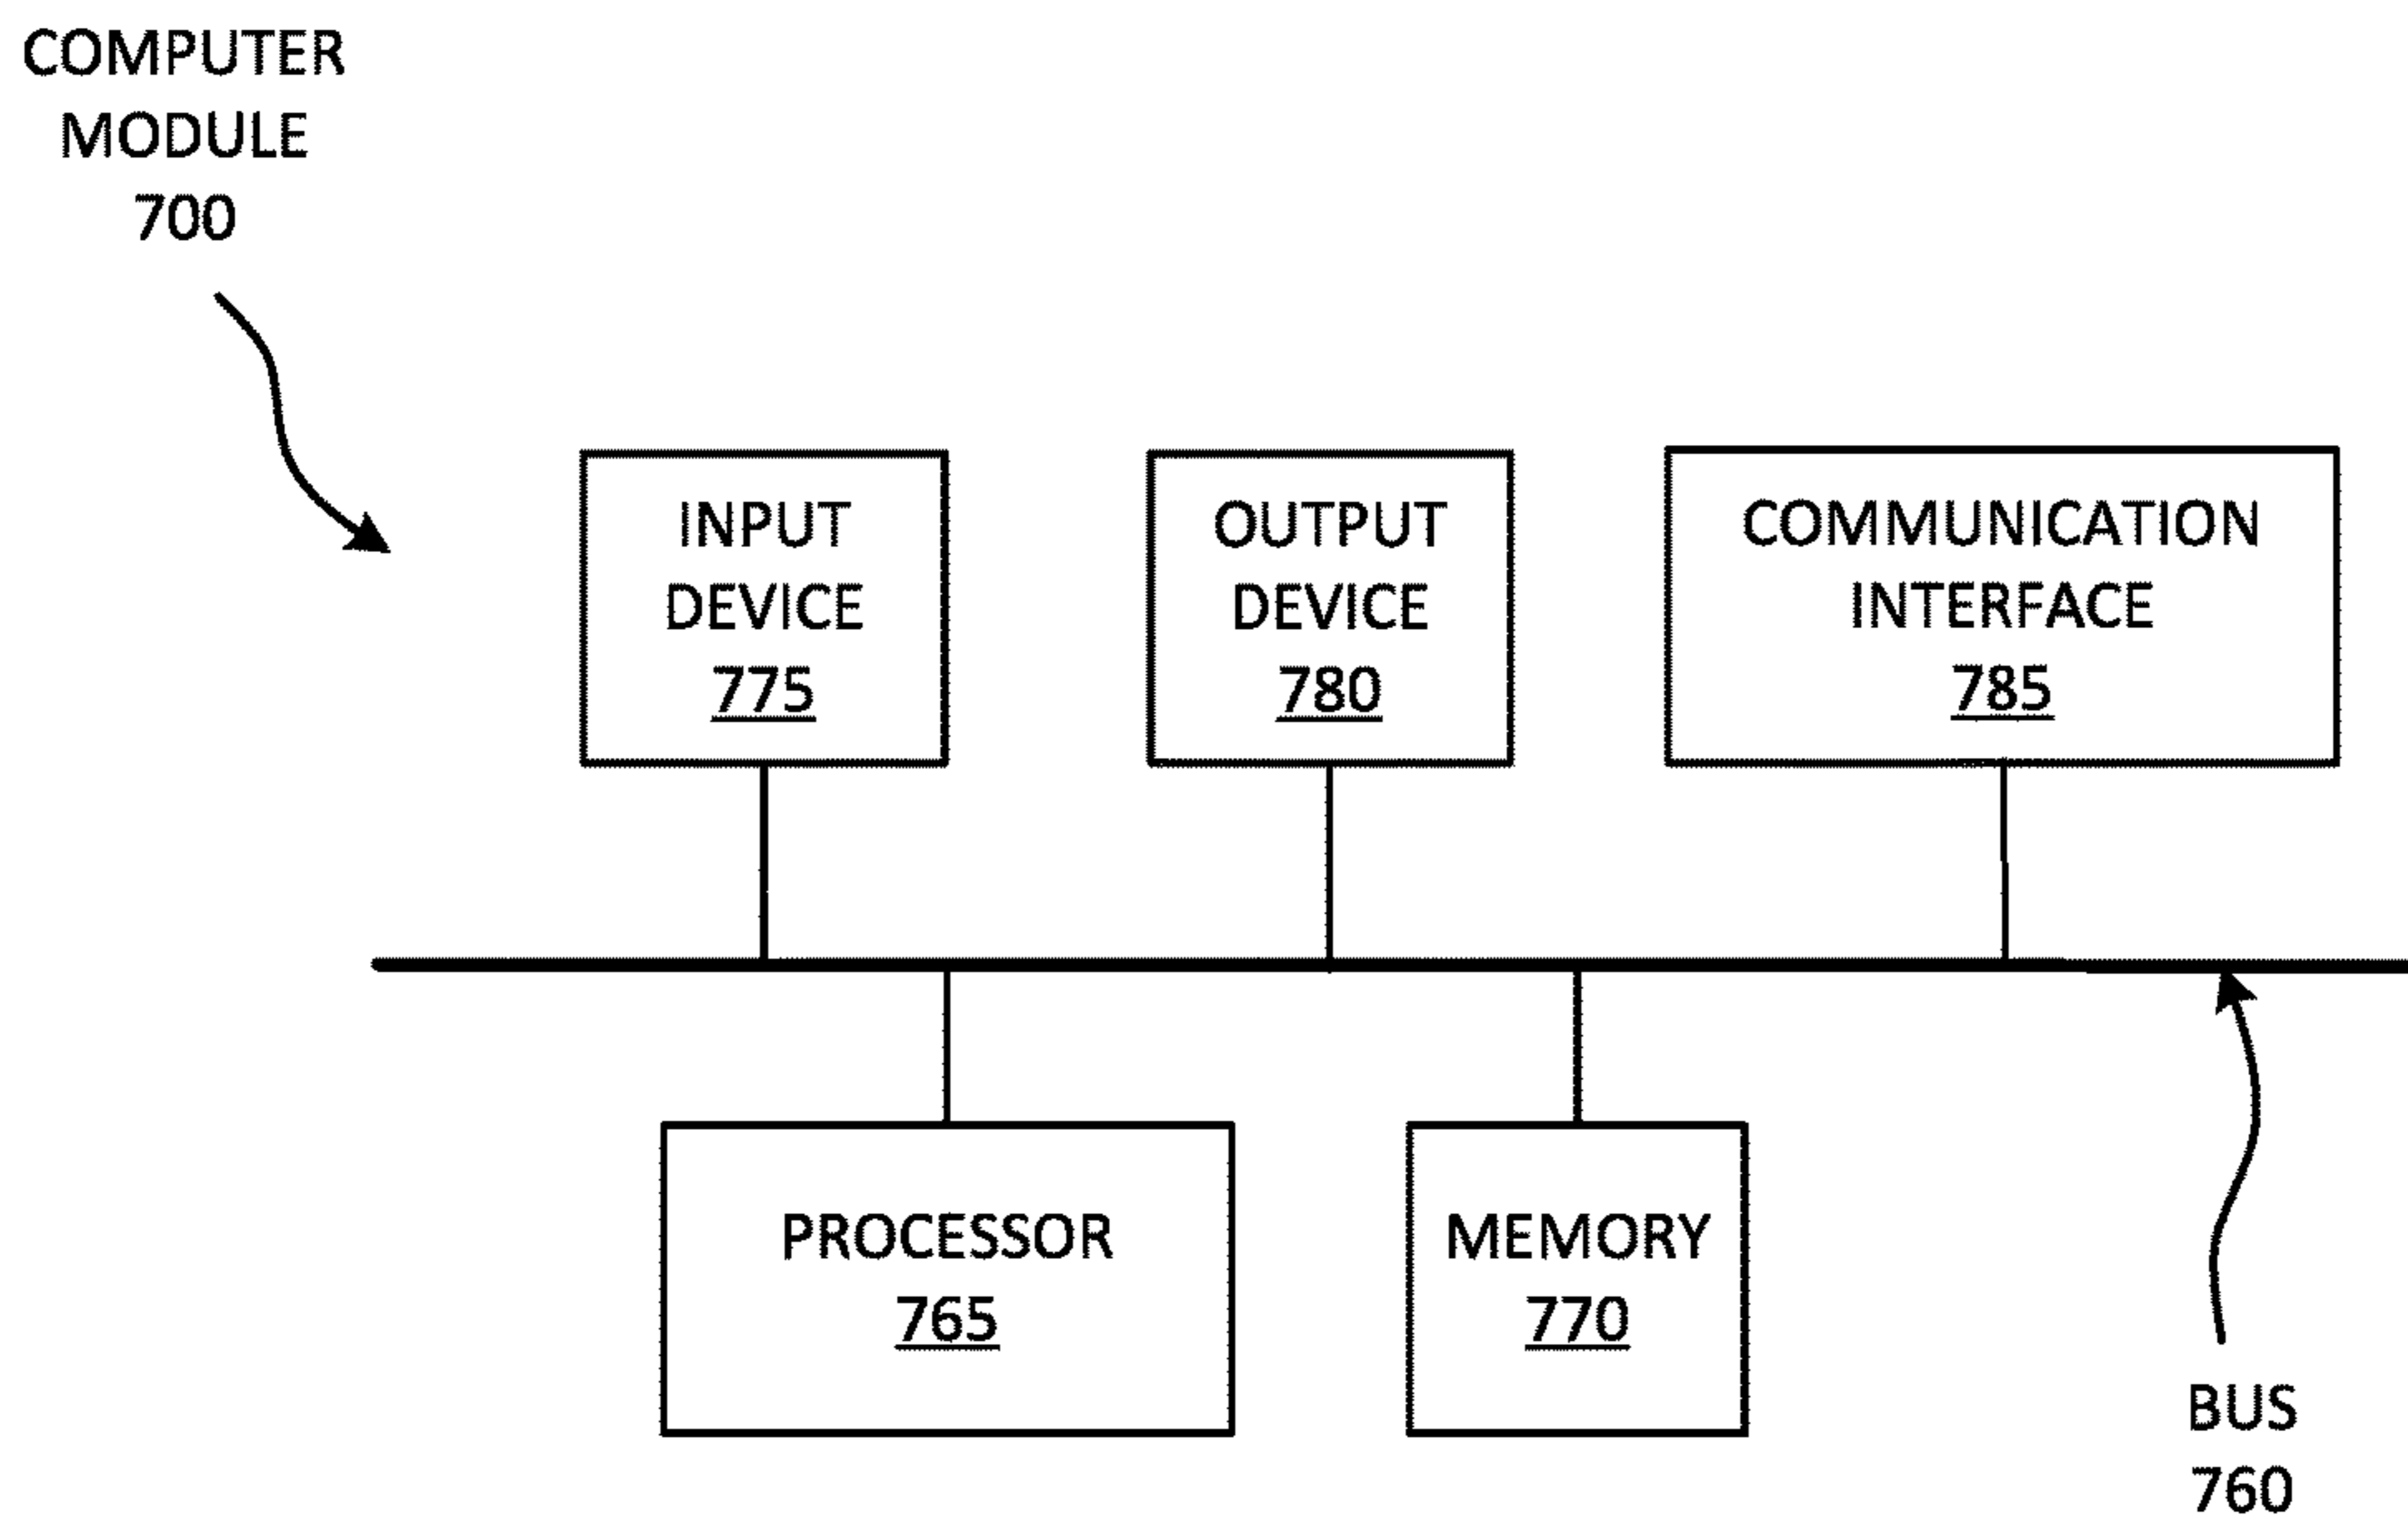 COMPUTER
MODULE
700
INPUT
DEVICE
775
OUTPUT
DEVICE
780
COMMUNICATION
INTERFACE
785
PROCESSOR
765
MEMORY
770
BUS
760